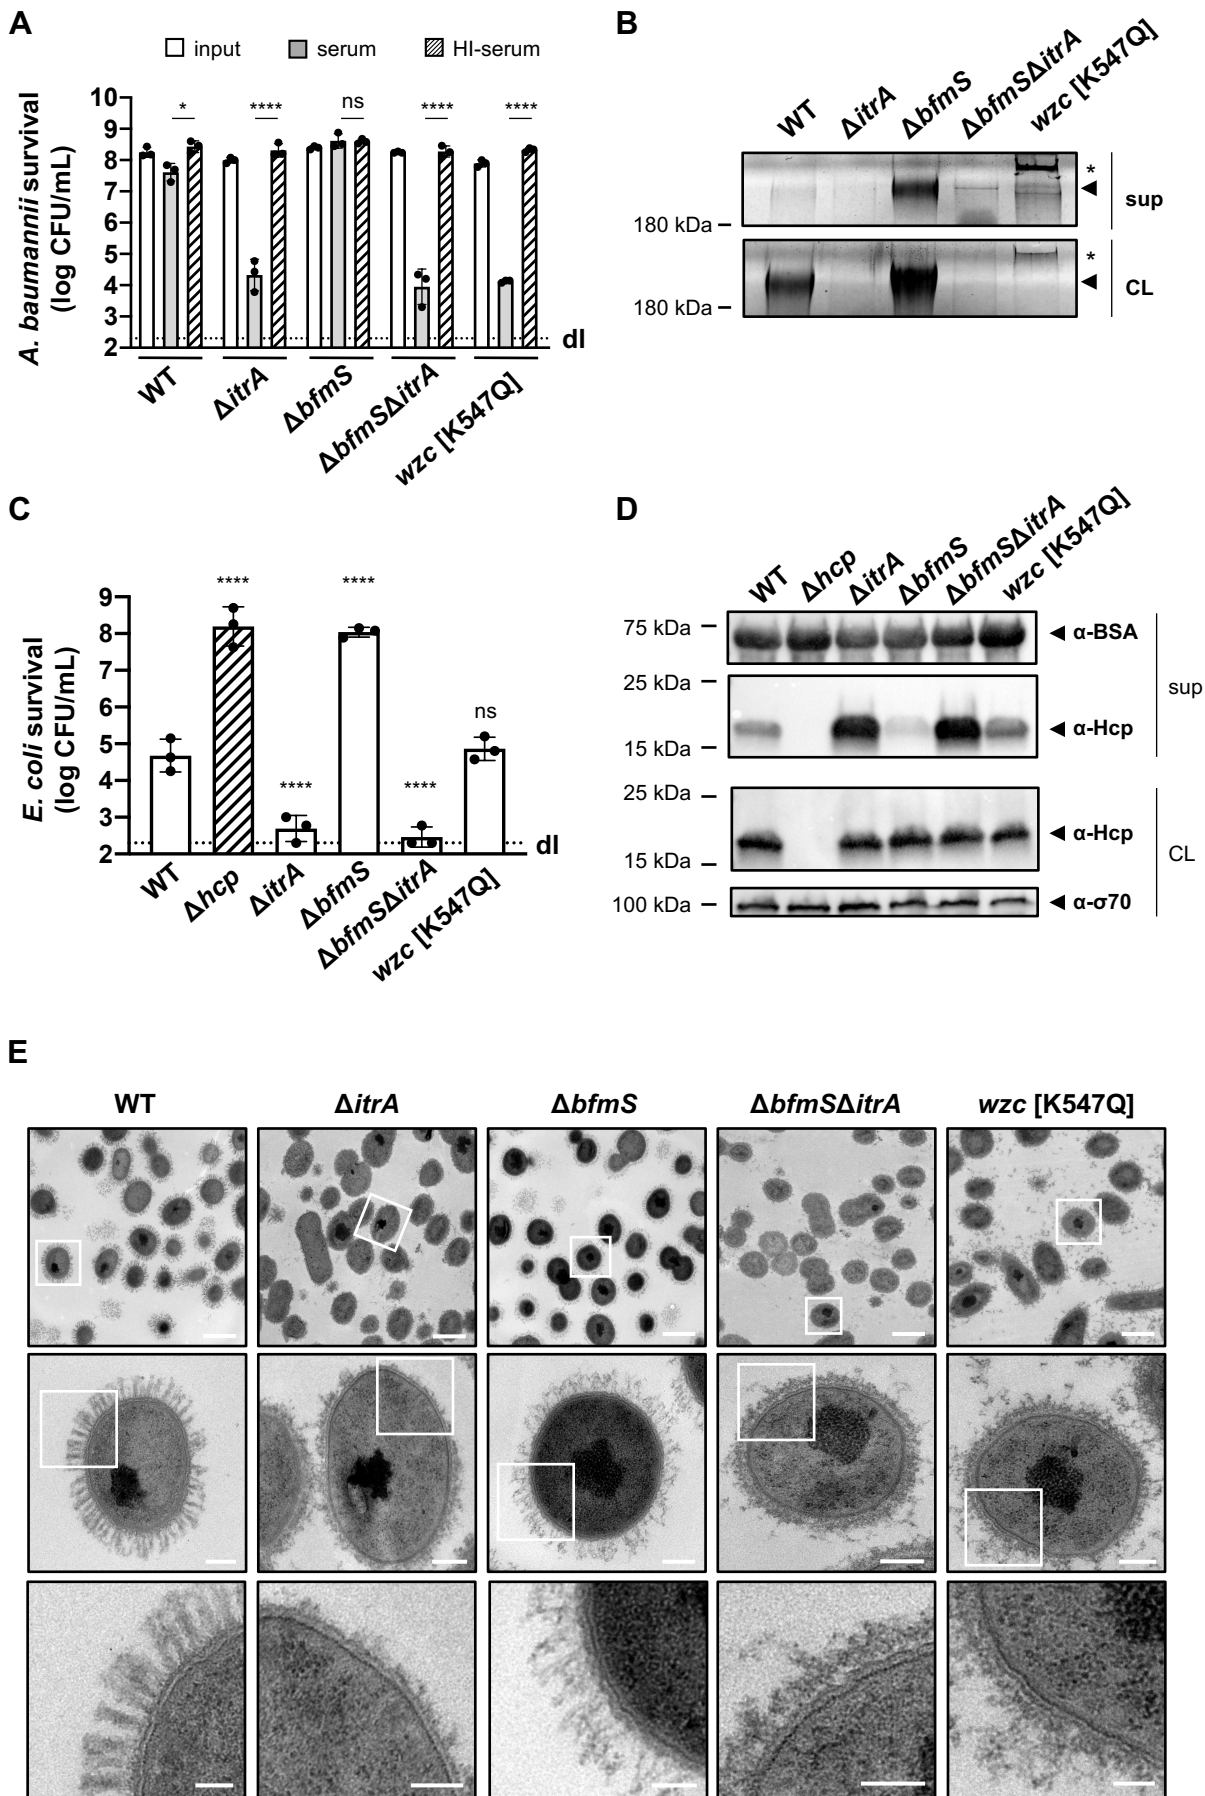 A
input
serum
HI-serum
A. baumannii survival
(log CFU/mL)
10
9
8
7
6
5
4
3
2
*
****
ns
****
****
dl
WT
ΔitrA
ΔbfmS
ΔbfmSΔitrA
wzc [K547Q]
B
WT
ΔitrA
ΔbfmS
ΔbfmSΔitrA
wzc [K547Q]
*
sup
180 kDa
*
CL
180 kDa
C
E. coli survival
(log CFU/mL)
9
8
7
6
5
4
3
2
****
****
****
****
ns
dl
WT
Δhcp
ΔitrA
ΔbfmS
ΔbfmSΔitrA
wzc [K547Q]
D
WT
Δhcp
ΔitrA
ΔbfmS
ΔbfmSΔitrA
wzc [K547Q]
75 kDa
α-BSA
25 kDa
sup
α-Hcp
15 kDa
25 kDa
α-Hcp
CL
15 kDa
100 kDa
α-σ70
E
WT
ΔitrA
ΔbfmS
ΔbfmSΔitrA
wzc [K547Q]